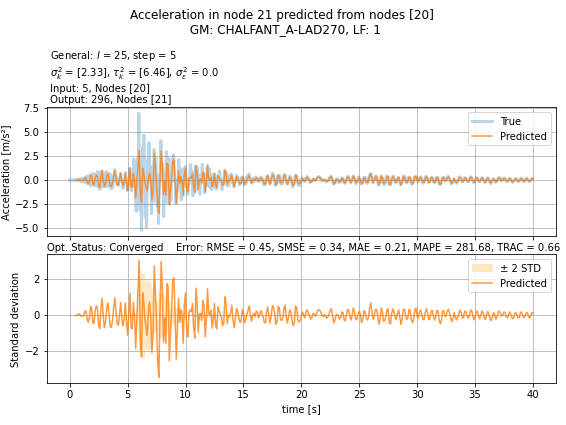 Acceleration in node 21 predicted from nodes [20]
GM: CHALFANT_A-LAD270, LF: 1
General: l = 25, step = 5
σ²ₖ = [2.33], τ²ₖ = [6.46], σ²ε = 0.0
Input: 5, Nodes [20]
Output: 296, Nodes [21]
7.5
5.0
2.5
0.0
−2.5
−5.0
Acceleration [m/s²]
True
Predicted
Opt. Status: Converged Error: RMSE = 0.45, SMSE = 0.34, MAE = 0.21, MAPE = 281.68, TRAC = 0.66
2
0
−2
Standard deviation
± 2 STD
Predicted
0 5 10 15 20 25 30 35 40
time [s]